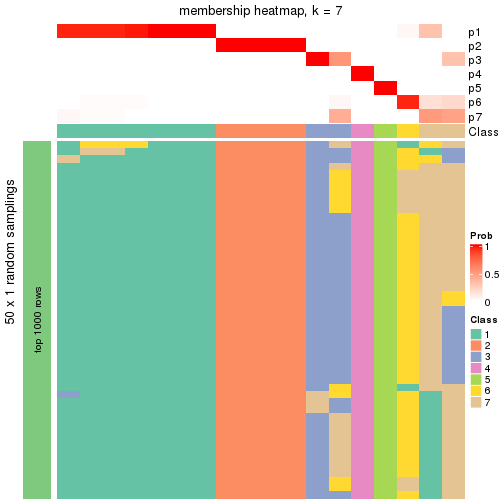 membership heatmap, k = 7
p1
p2
p3
p4
p5
p6
p7
Class
50 x 1 random samplings
top 1000 rows
Prob
1
0.5
0
Class
1
2
3
4
5
6
7